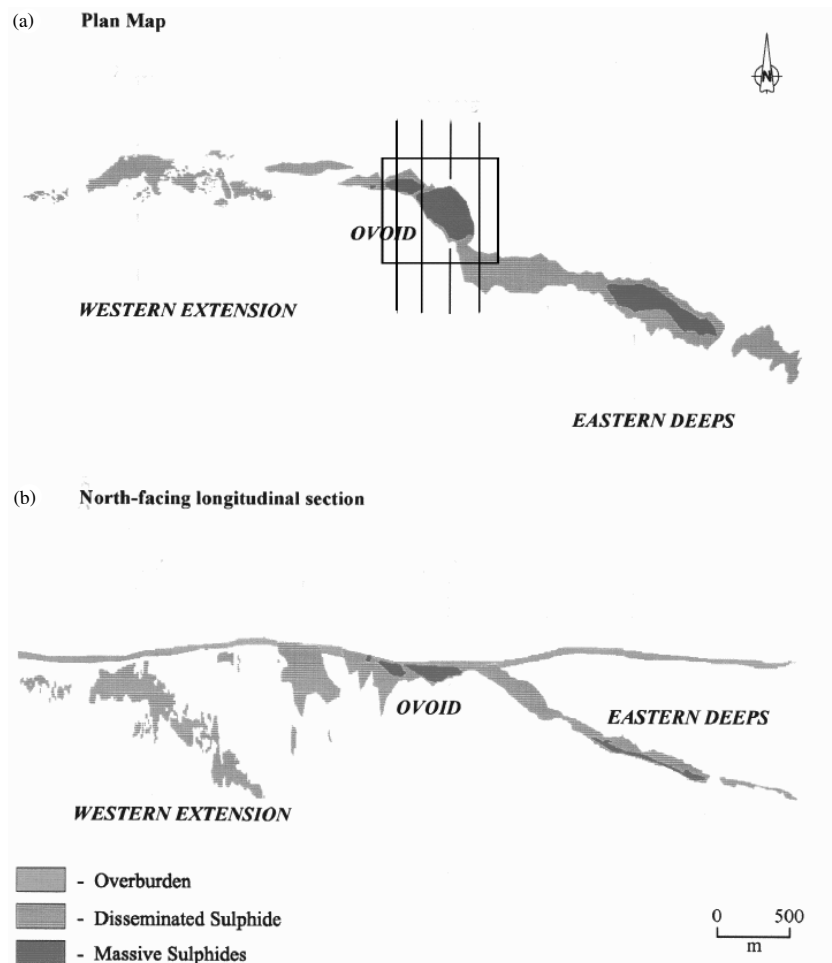 (a) Plan Map
N
OVOID
WESTERN EXTENSION
EASTERN DEEPS
(b) North-facing longitudinal section
OVOID
EASTERN DEEPS
WESTERN EXTENSION
- Overburden
- Disseminated Sulphide
- Massive Sulphides
0 500
m